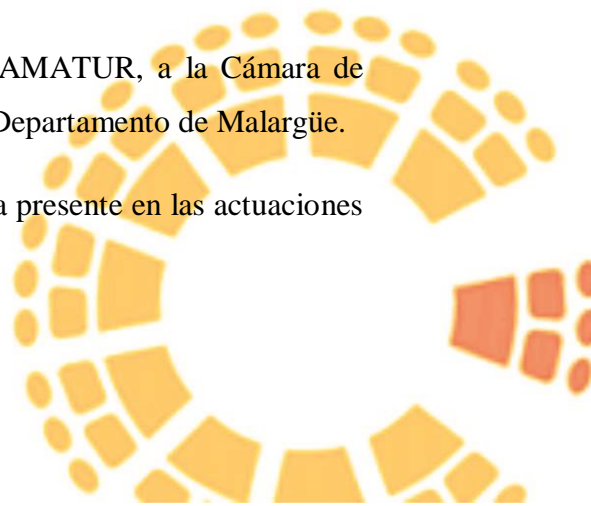 AMATUR, a la Cámara de
Departamento de Malargüe.
presente en las actuaciones